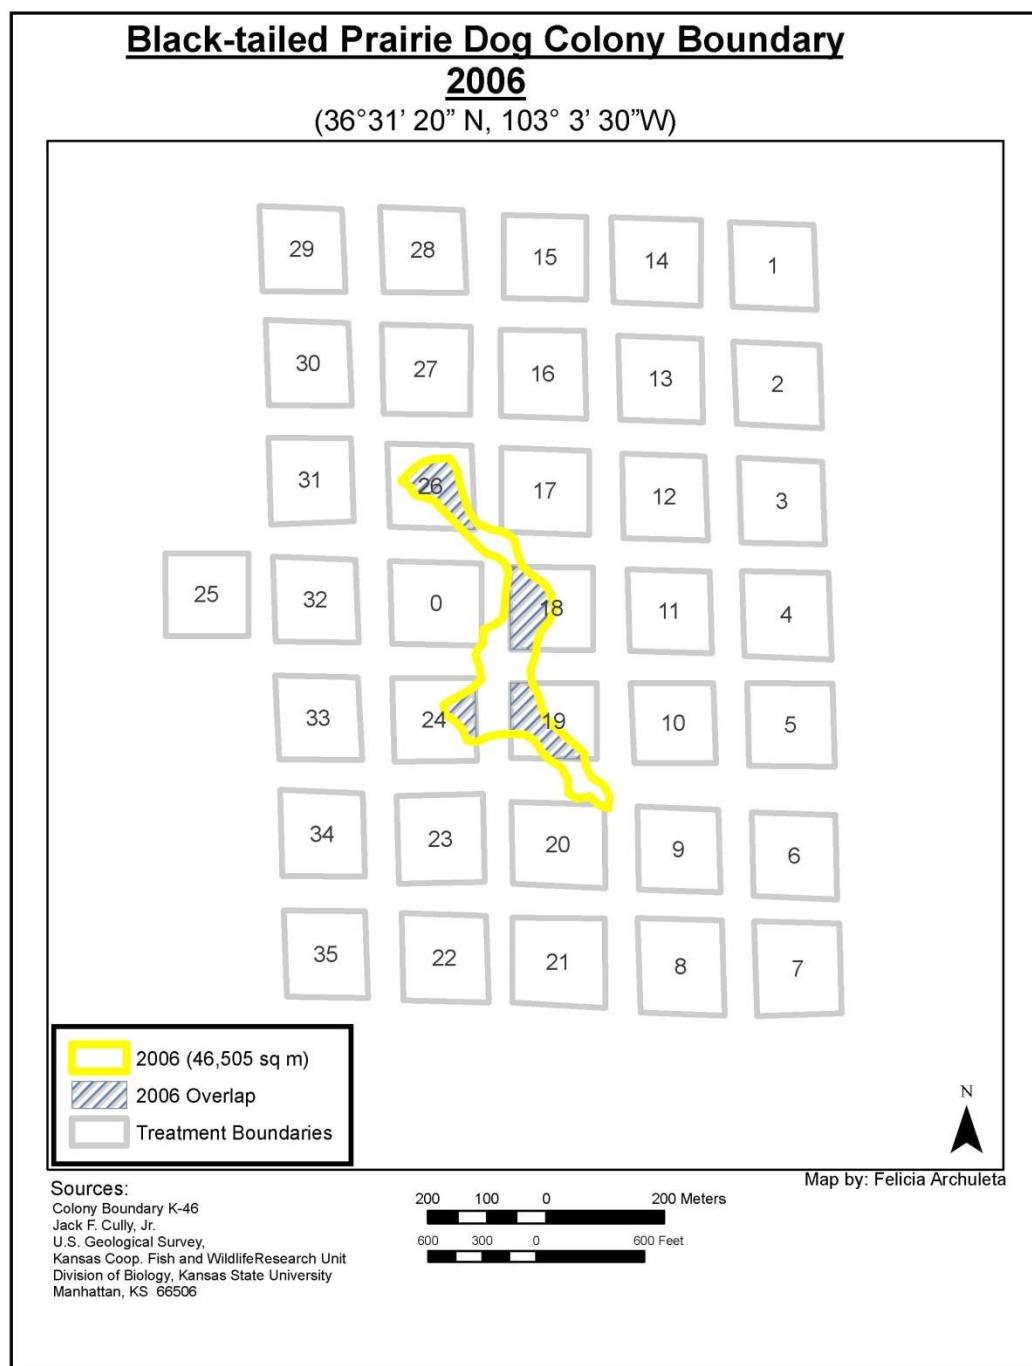 Black-tailed Prairie Dog Colony Boundary
2006
(36°31’ 20” N, 103° 3’ 30”W)
29 28 15 14 1
30 27 16 13 2
31 26 17 12 3
25 32 0 18 11 4
33 24 19 10 5
34 23 20 9 6
35 22 21 8 7
2006 (46,505 sq m)
2006 Overlap
Treatment Boundaries
N
Map by: Felicia Archuleta
Sources:
Colony Boundary K-46
Jack F. Cully, Jr.
U.S. Geological Survey,
Kansas Coop. Fish and WildlifeResearch Unit
Division of Biology, Kansas State University
Manhattan, KS  66506
200 100 0 200 Meters
600 300 0 600 Feet